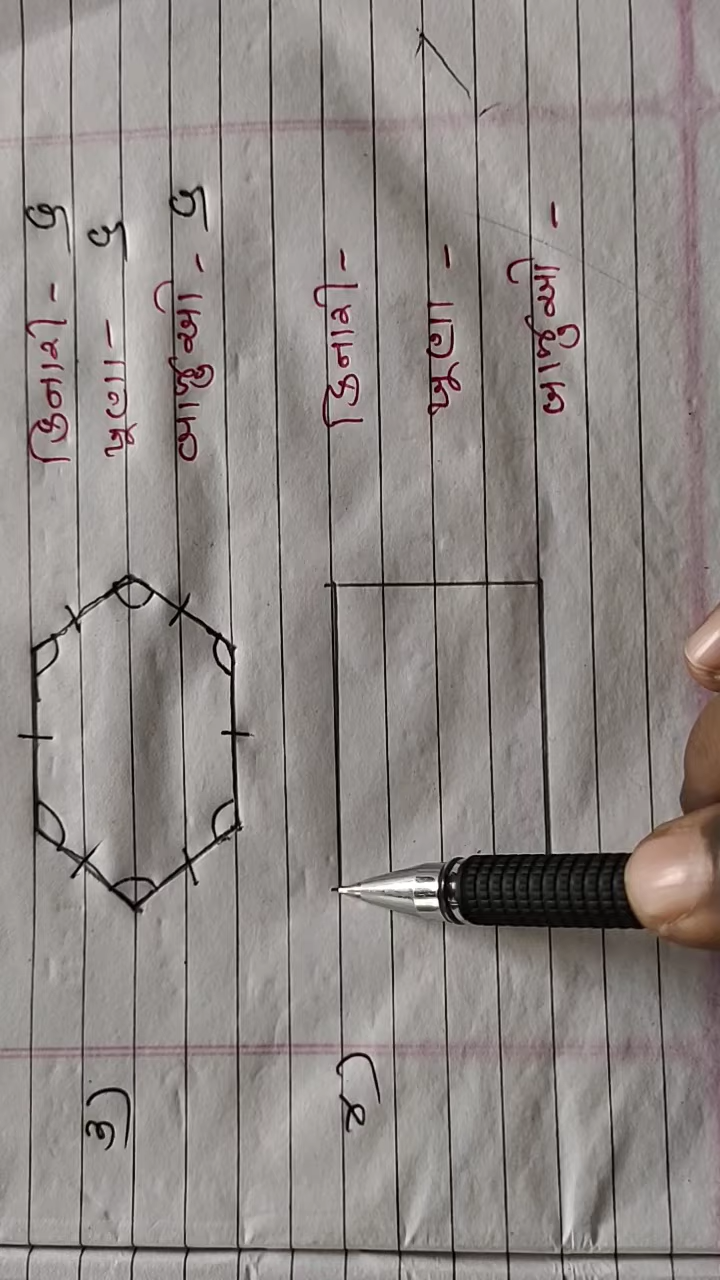 ૩) કિનારી - ૬
ખૂણા - ૬
બાજુઓ - ૬
૪) કિનારી -
ખૂણા -
બાજુઓ -